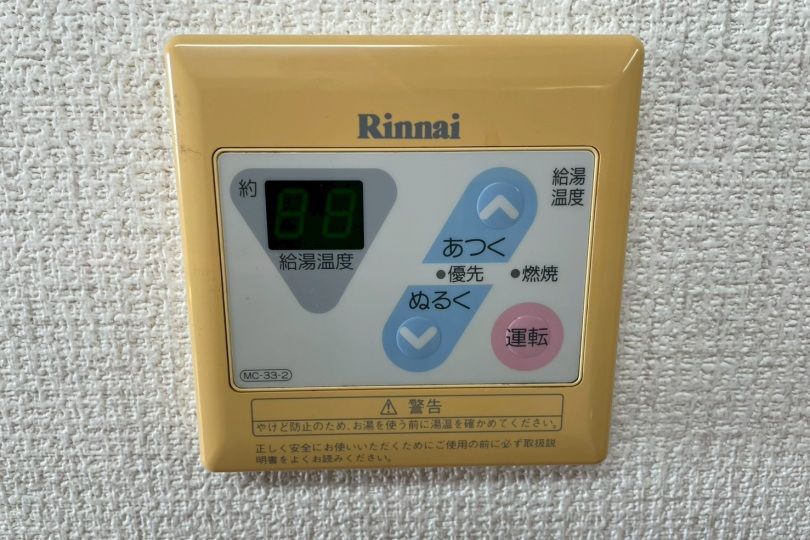 Rinnai
約
88
給湯温度
給湯
温度
あつく
優先
燃焼
ぬるく
運転
MC-33-2
警告
やけど防止のため、お湯を使う前に湯温を確かめてください。
正しく安全にお使いいただくためにご使用の前に必ず取扱説
明書をよくお読みください。